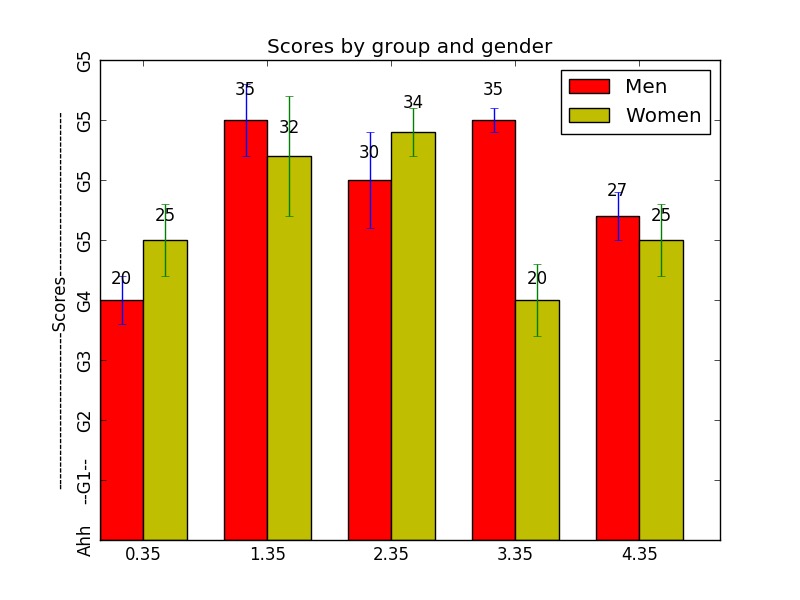 Scores by group and gender
Men
Women
35
35
34
32
30
27
25
25
20
20
G5
G5
G5
G5
G4
G3
G2
--G1--
Ahh
----------------------Scores----------------------
0.35
1.35
2.35
3.35
4.35